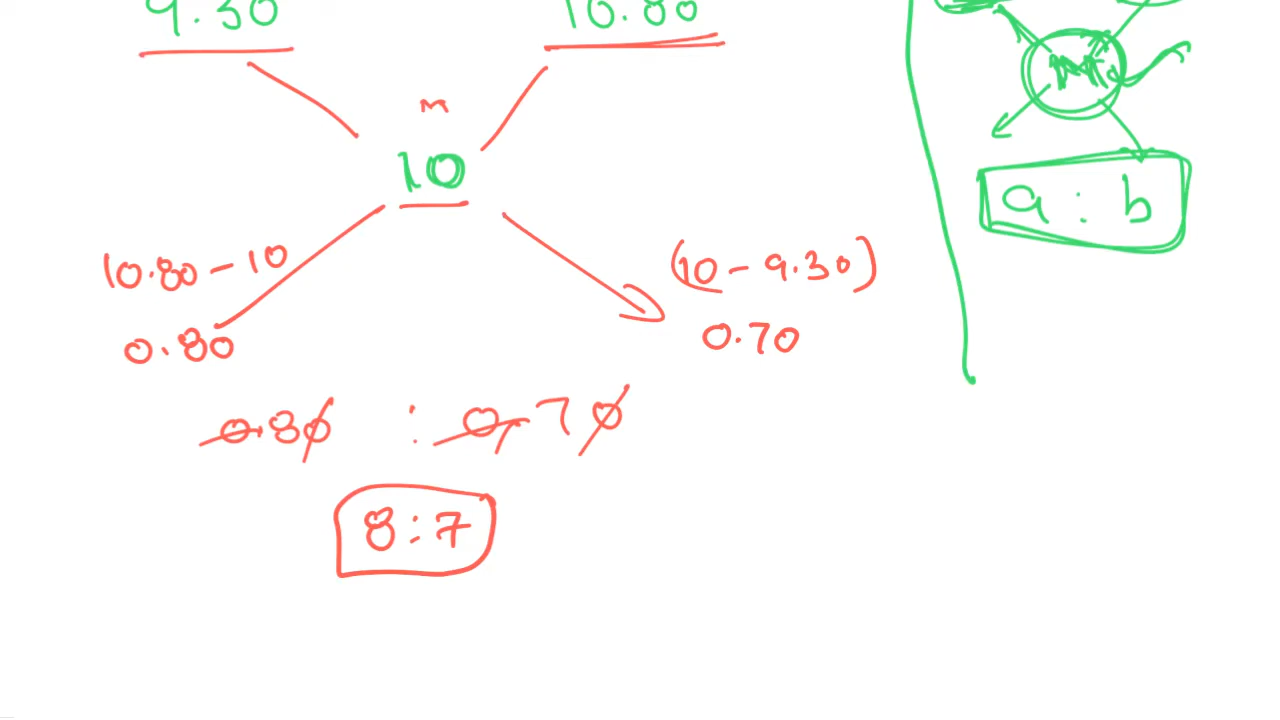 9.30 10.80
m
10
a : b
10.80 - 10 (10 - 9.30)
0.80 0.70
0.80 : 0.70
8 : 7